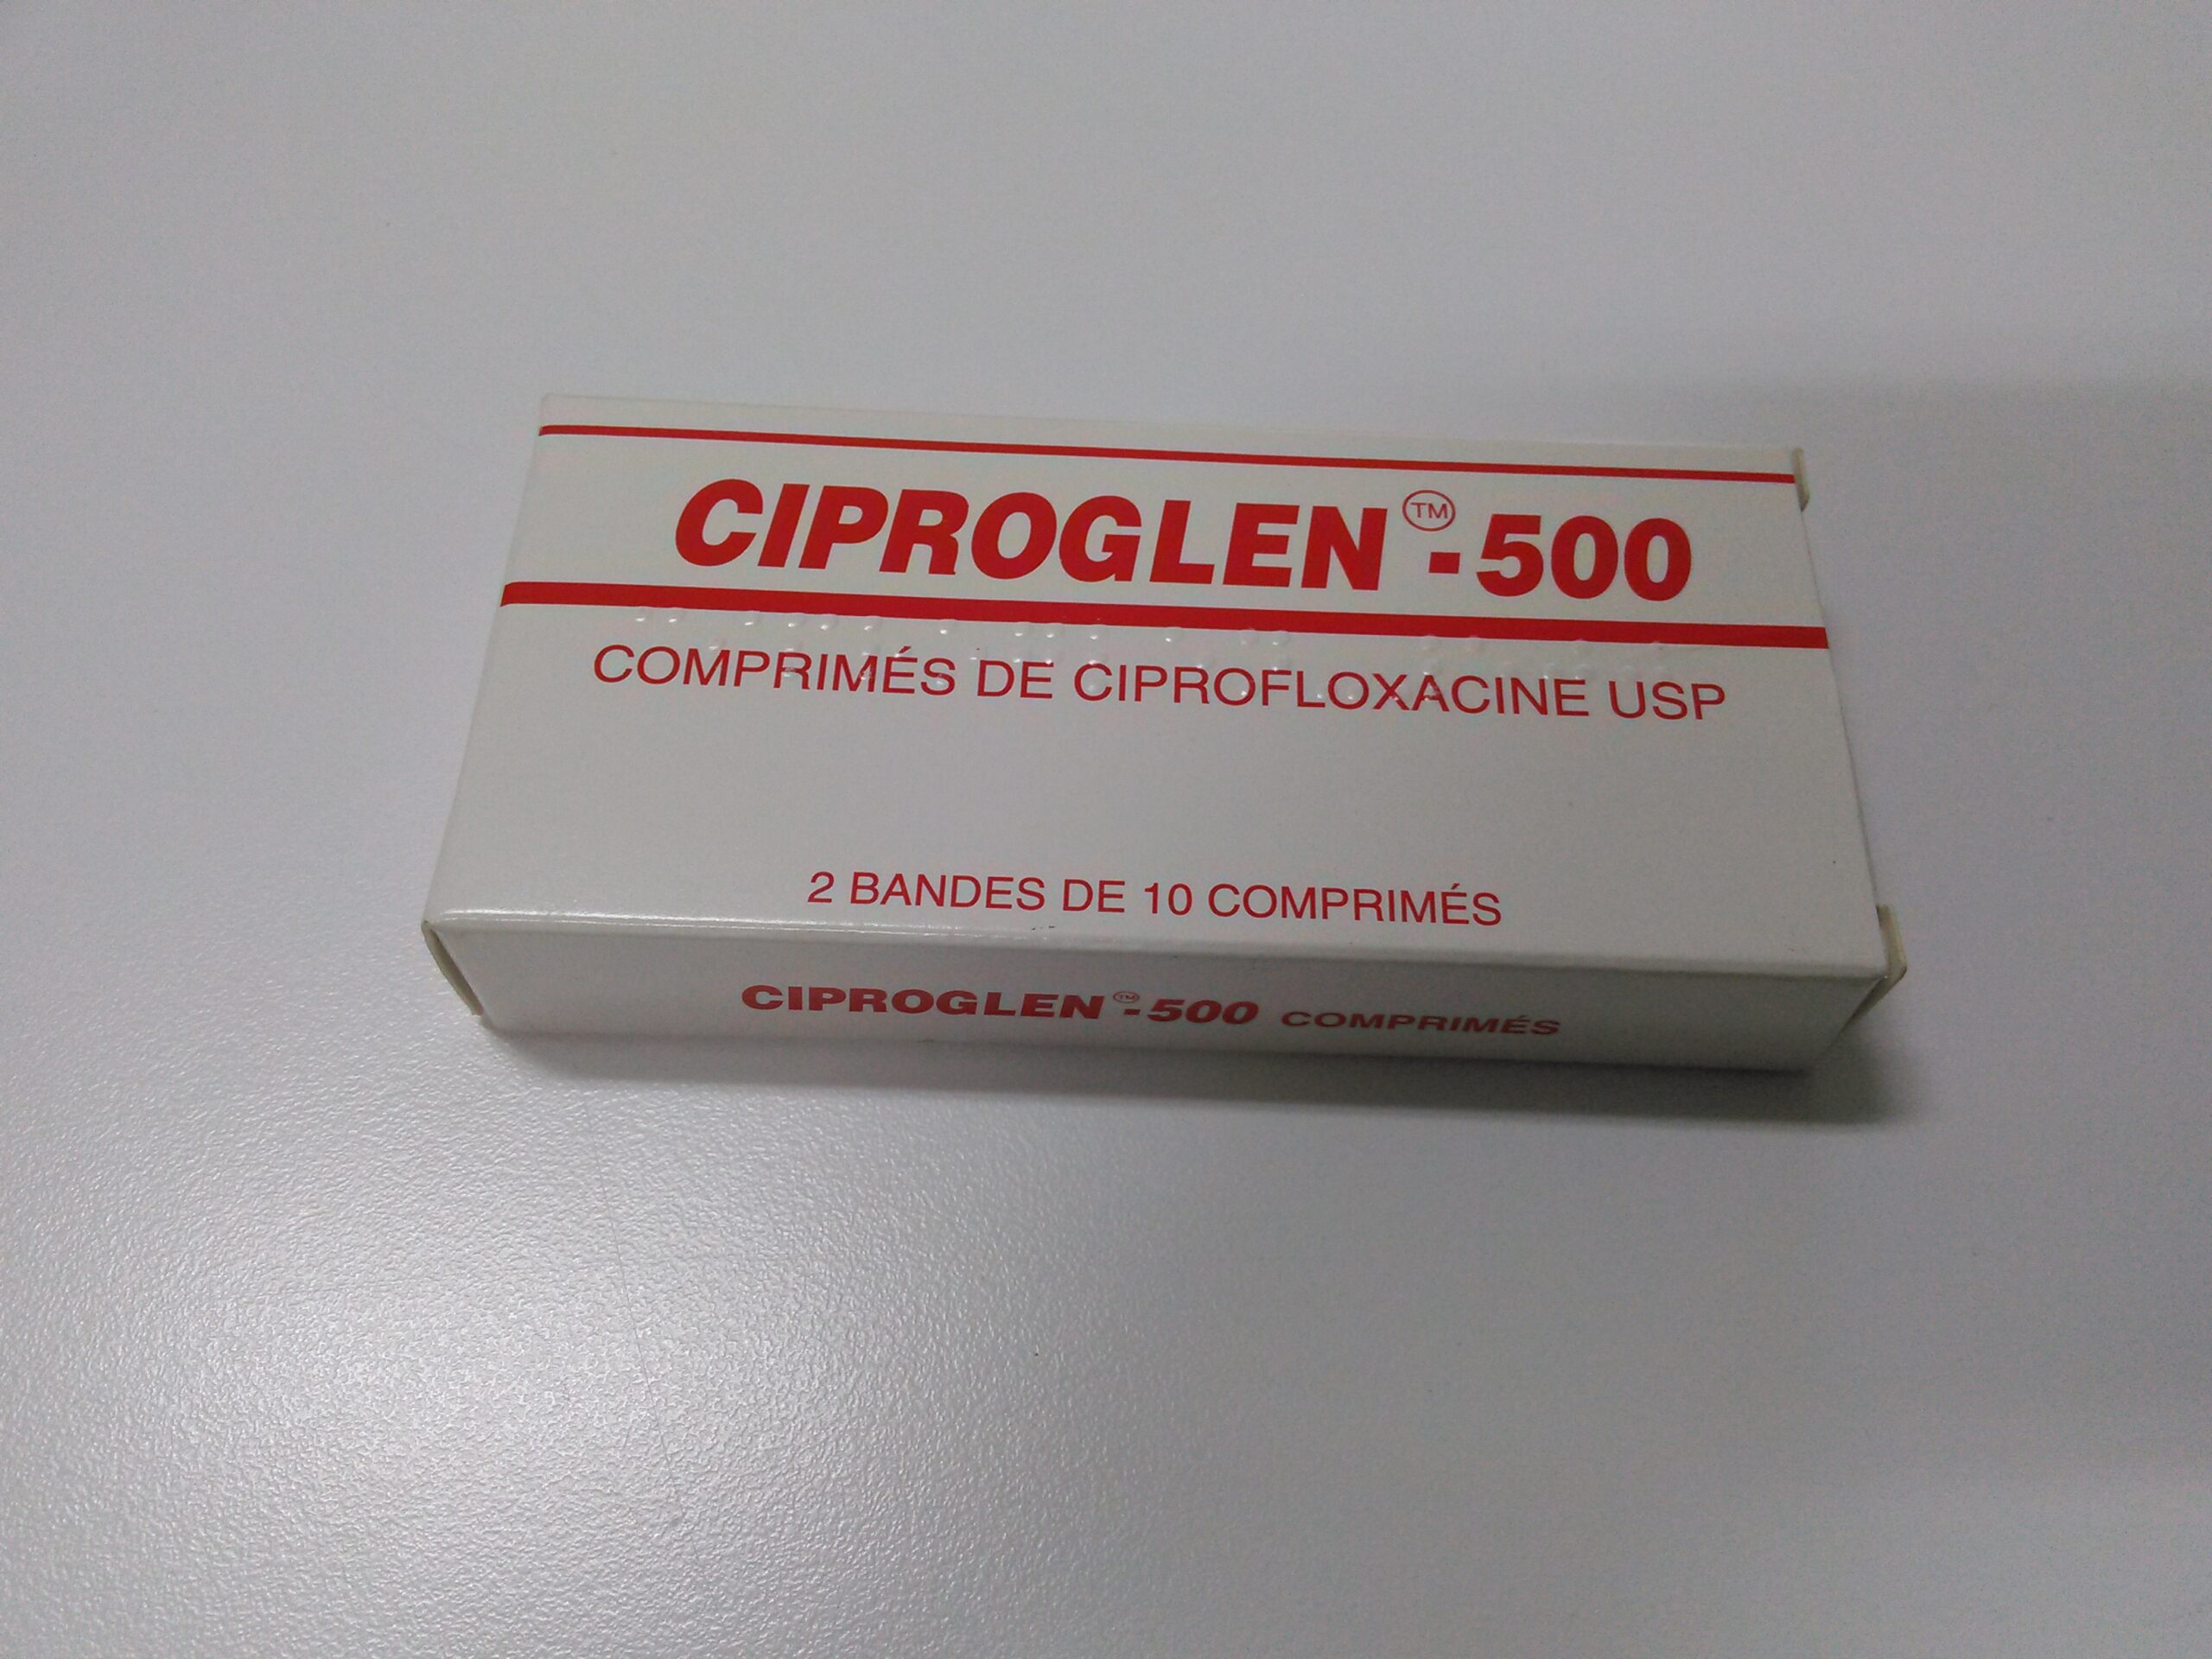 CIPROGLEN™-500
COMPRIMÉS DE CIPROFLOXACINE USP
2 BANDES DE 10 COMPRIMÉS
CIPROGLEN™-500 COMPRIMÉS